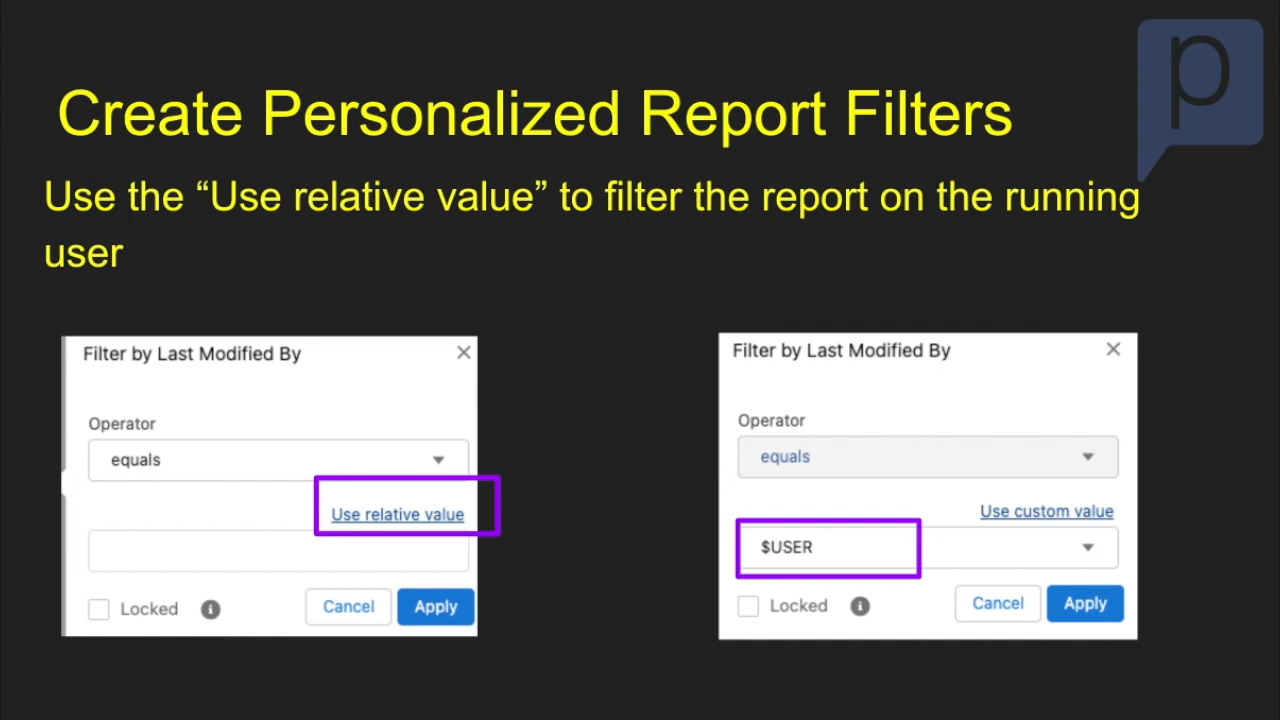 p
Create Personalized Report Filters
Use the “Use relative value” to filter the report on the running
user
Filter by Last Modified By
Operator
equals
Use relative value
Locked
Cancel
Apply
Filter by Last Modified By
Operator
equals
Use custom value
$USER
Locked
Cancel
Apply